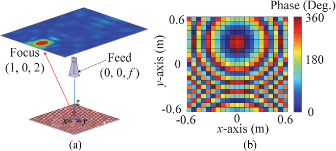 Focus
(1, 0, 2)
Feed
(0, 0, f)
z
x
y
(a)
Phase (Deg.)
0.6
0
-0.6
y-axis (m)
-0.6
0
0.6
x-axis (m)
360
180
0
(b)